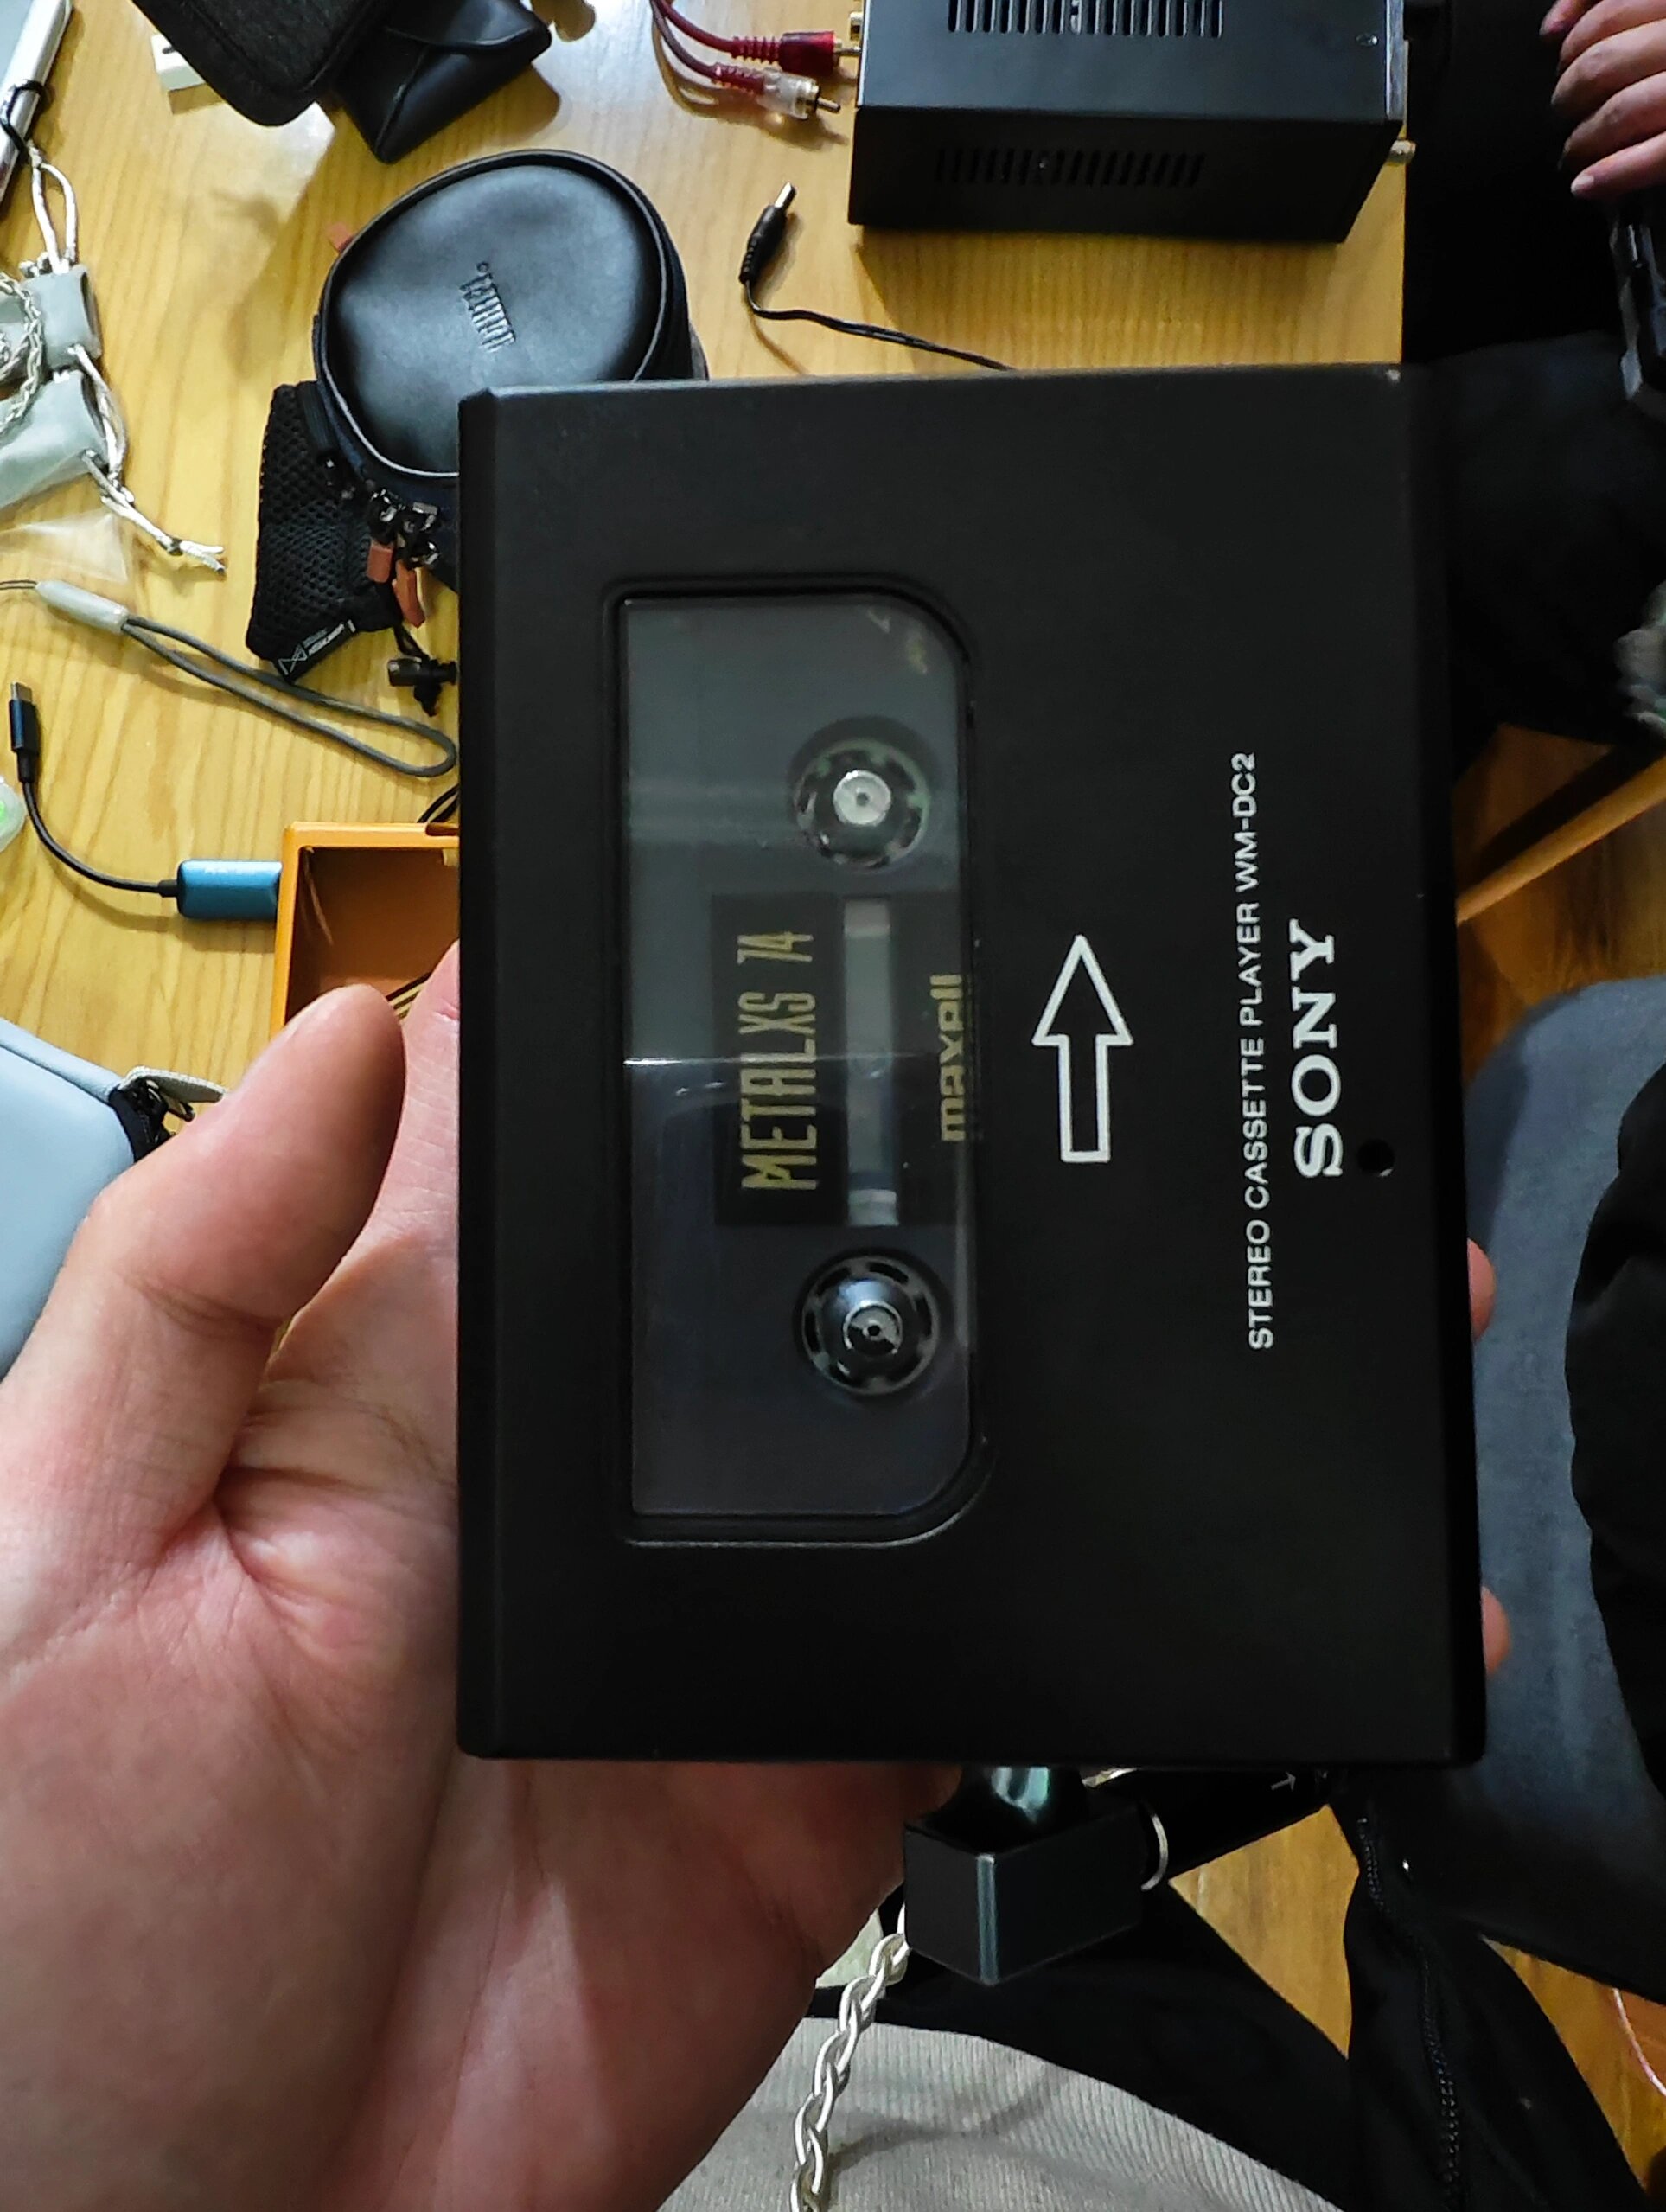 METAL XS 74
maxell
STEREO CASSETTE PLAYER WM-DC2
SONY